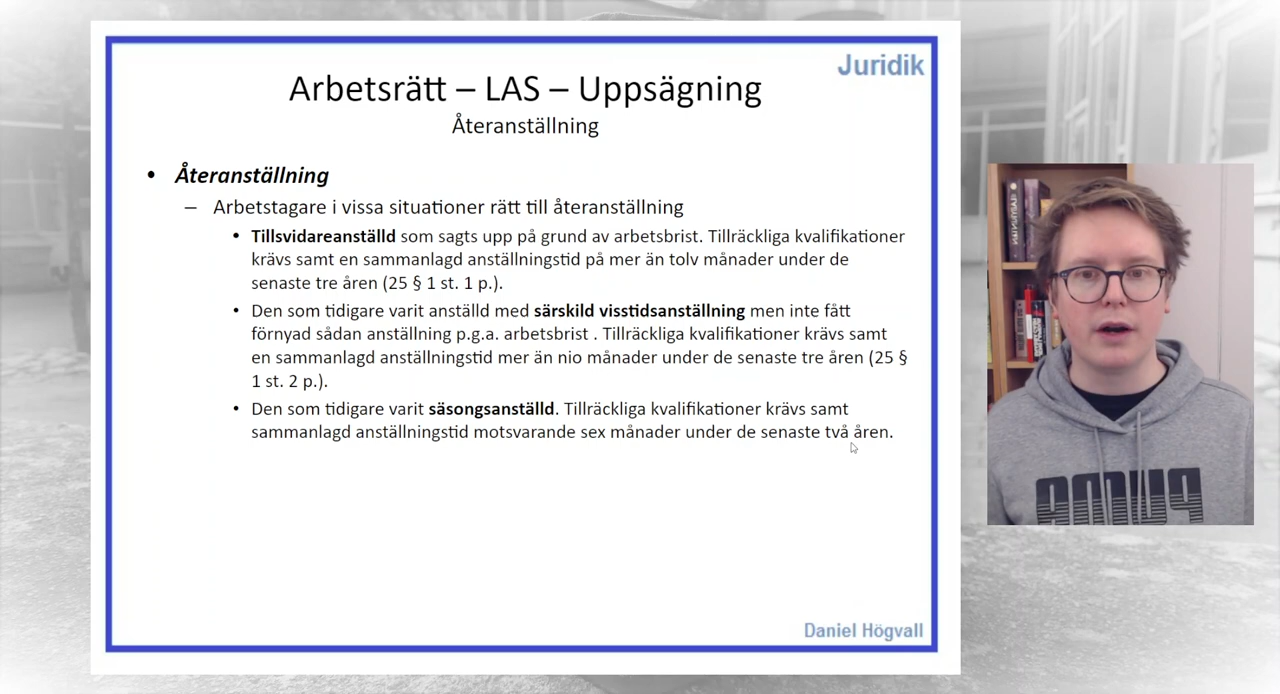 Juridik
Arbetsrätt – LAS – Uppsägning
Återanställning
• Återanställning
– Arbetstagare i vissa situationer rätt till återanställning
• Tillsvidareanställd som sagts upp på grund av arbetsbrist. Tillräckliga kvalifikationer
krävs samt en sammanlagd anställningstid på mer än tolv månader under de
senaste tre åren (25 § 1 st. 1 p.).
• Den som tidigare varit anställd med särskild visstidsanställning men inte fått
förnyad sådan anställning p.g.a. arbetsbrist . Tillräckliga kvalifikationer krävs samt
en sammanlagd anställningstid mer än nio månader under de senaste tre åren (25 §
1 st. 2 p.).
• Den som tidigare varit säsongsanställd. Tillräckliga kvalifikationer krävs samt
sammanlagd anställningstid motsvarande sex månader under de senaste två åren.
Daniel Högvall